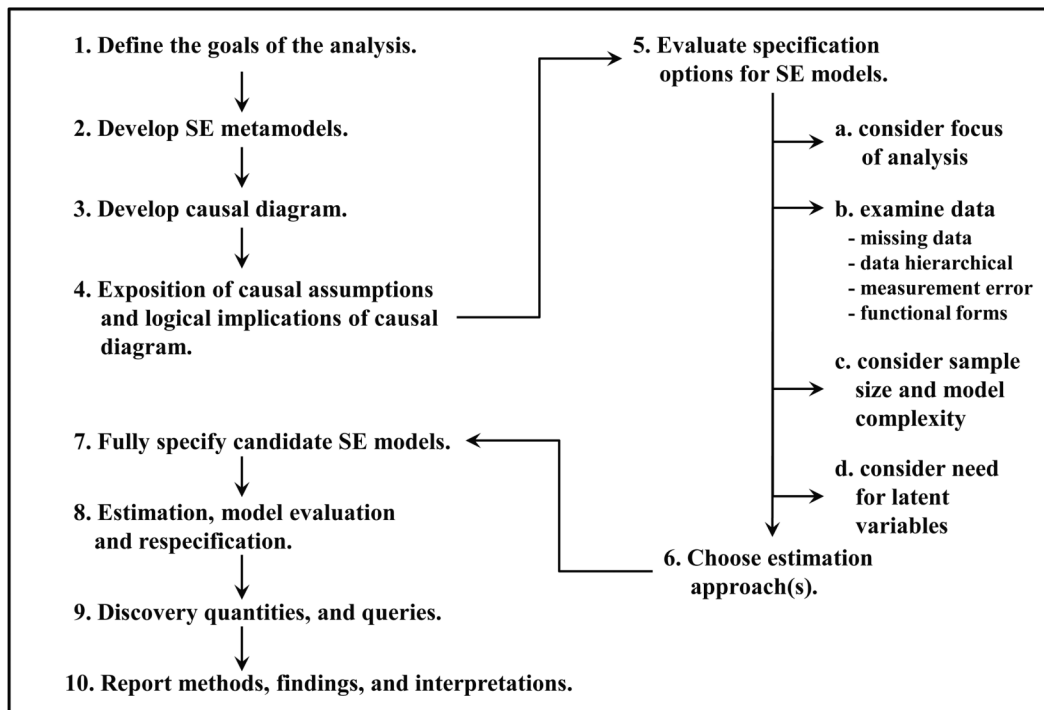 1. Define the goals of the analysis.
2. Develop SE metamodels.
3. Develop causal diagram.
4. Exposition of causal assumptions
and logical implications of causal
diagram.
5. Evaluate specification
options for SE models.
a. consider focus
of analysis
b. examine data
- missing data
- data hierarchical
- measurement error
- functional forms
c. consider sample
size and model
complexity
d. consider need
for latent
variables
6. Choose estimation
approach(s).
7. Fully specify candidate SE models.
8. Estimation, model evaluation
and respecification.
9. Discovery quantities, and queries.
10. Report methods, findings, and interpretations.